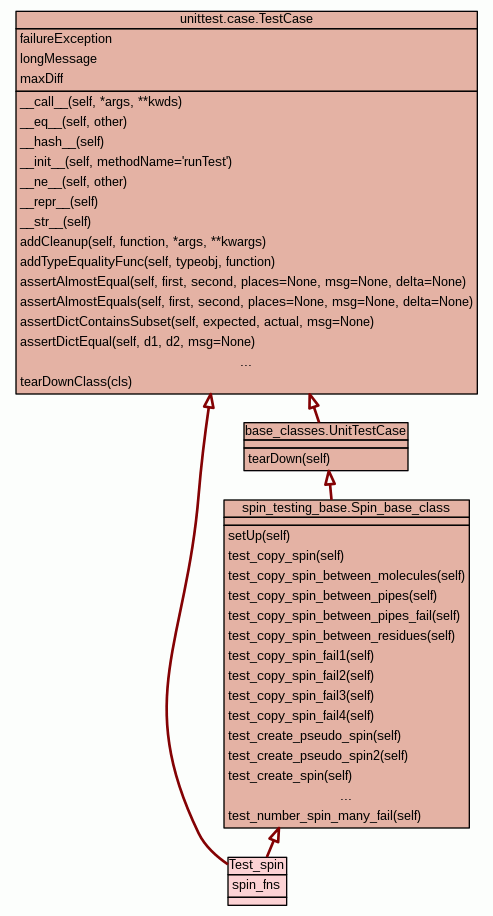 unittest.case.TestCase
failureException
longMessage
maxDiff
__call__(self, *args, **kwds)
__eq__(self, other)
__hash__(self)
__init__(self, methodName='runTest')
__ne__(self, other)
__repr__(self)
__str__(self)
addCleanup(self, function, *args, **kwargs)
addTypeEqualityFunc(self, typeobj, function)
assertAlmostEqual(self, first, second, places=None, msg=None, delta=None)
assertAlmostEquals(self, first, second, places=None, msg=None, delta=None)
assertDictContainsSubset(self, expected, actual, msg=None)
assertDictEqual(self, d1, d2, msg=None)
...
tearDownClass(cls)
base_classes.UnitTestCase
tearDown(self)
spin_testing_base.Spin_base_class
setUp(self)
test_copy_spin(self)
test_copy_spin_between_molecules(self)
test_copy_spin_between_pipes(self)
test_copy_spin_between_pipes_fail(self)
test_copy_spin_between_residues(self)
test_copy_spin_fail1(self)
test_copy_spin_fail2(self)
test_copy_spin_fail3(self)
test_copy_spin_fail4(self)
test_create_pseudo_spin(self)
test_create_pseudo_spin2(self)
test_create_spin(self)
...
test_number_spin_many_fail(self)
Test_spin
spin_fns